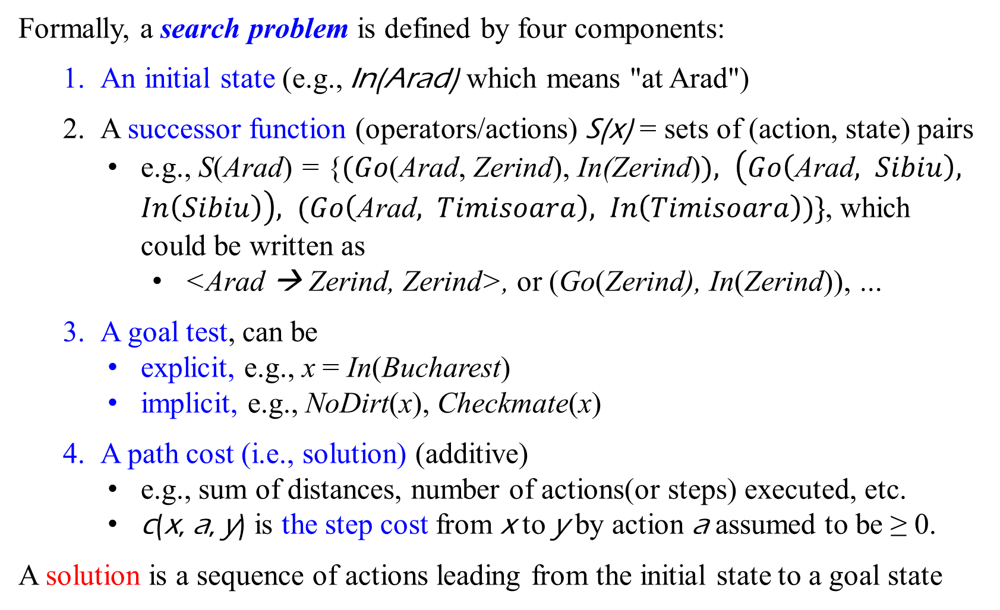 Formally, a search problem is defined by four components:
1. An initial state (e.g., In(Arad) which means "at Arad")
2. A successor function (operators/actions) S(x) = sets of (action, state) pairs
• e.g., S(Arad) = {(Go(Arad, Zerind), In(Zerind)), (Go(Arad, Sibiu),
In(Sibiu)), (Go(Arad, Timisoara), In(Timisoara))}, which
could be written as
• <Arad → Zerind, Zerind>, or (Go(Zerind), In(Zerind)), ...
3. A goal test, can be
• explicit, e.g., x = In(Bucharest)
• implicit, e.g., NoDirt(x), Checkmate(x)
4. A path cost (i.e., solution) (additive)
• e.g., sum of distances, number of actions(or steps) executed, etc.
• c(x, a, y) is the step cost from x to y by action a assumed to be ≥ 0.
A solution is a sequence of actions leading from the initial state to a goal state